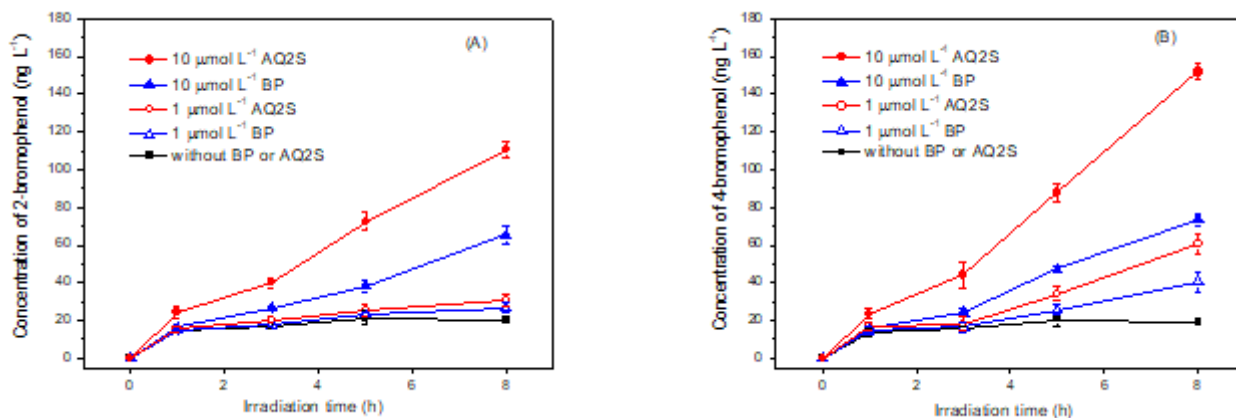 Concentration of 2-bromophenol (ng L⁻¹)
180
160
140
120
100
80
60
40
20
0
(A)
10 μmol L⁻¹ AQ2S
10 μmol L⁻¹ BP
1 μmol L⁻¹ AQ2S
1 μmol L⁻¹ BP
without BP or AQ2S
0 2 4 6 8
Irradiation time (h)
Concentration of 4-bromophenol (ng L⁻¹)
180
160
140
120
100
80
60
40
20
0
(B)
10 μmol L⁻¹ AQ2S
10 μmol L⁻¹ BP
1 μmol L⁻¹ AQ2S
1 μmol L⁻¹ BP
without BP or AQ2S
0 2 4 6 8
Irradiation time (h)